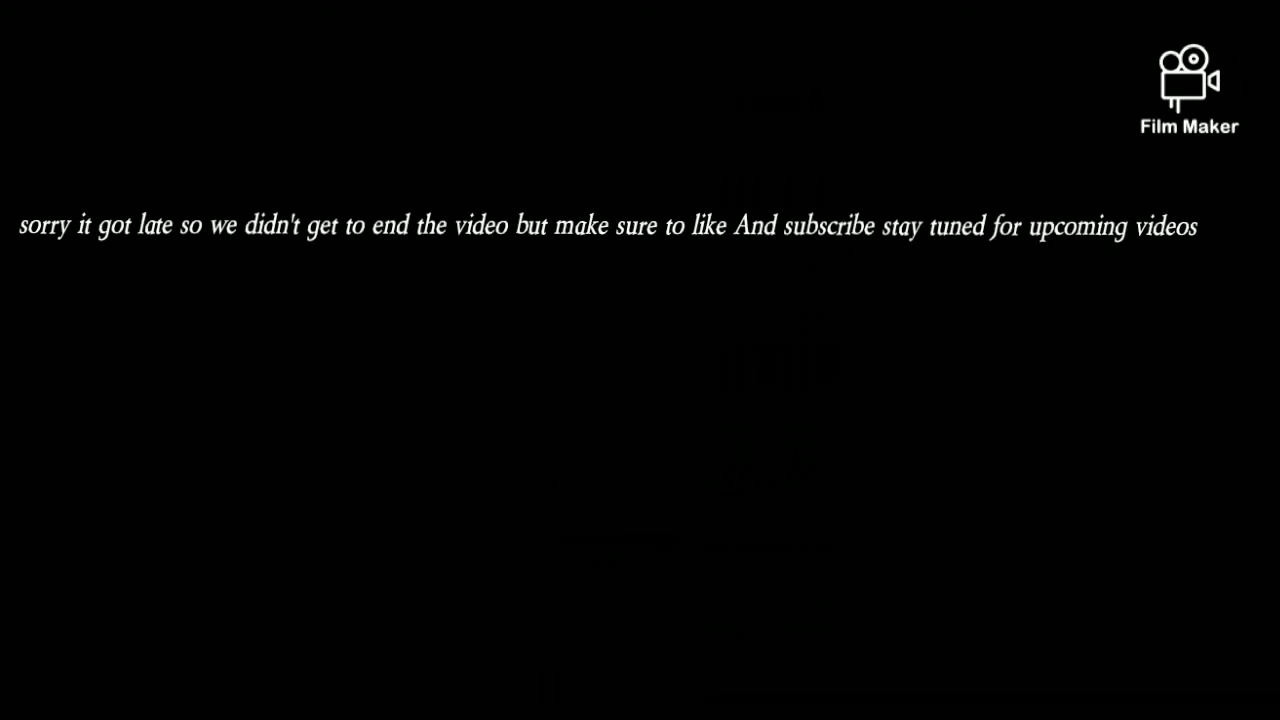 Film Maker
sorry it got late so we didn't get to end the video but make sure to like And subscribe stay tuned for upcoming videos